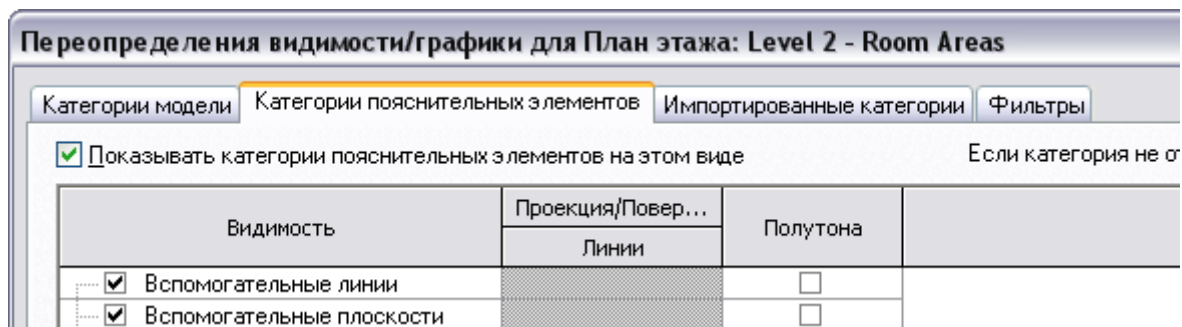 Переопределения видимости/графики для План этажа: Level 2 - Room Areas
Категории модели Категории пояснительных элементов Импортированные категории Фильтры
Показывать категории пояснительных элементов на этом виде Если категория не
Видимость Проекция/Повер... Полутона
Линии
Вспомогательные линии
Вспомогательные плоскости